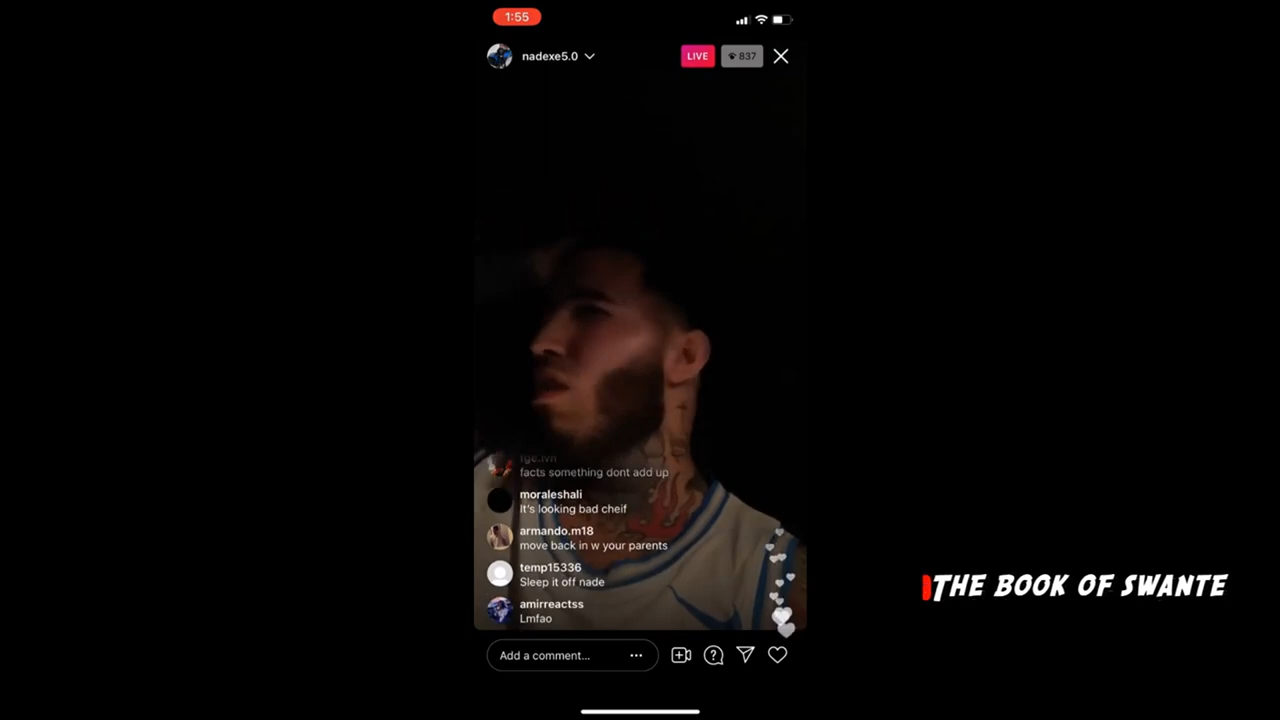 1:55
nadexe5.0
LIVE
837
facts something dont add up
moraleshali
It's looking bad cheif
armando.m18
move back in w your parents
temp15336
Sleep it off nade
amirreactss
Lmfao
Add a comment...
THE BOOK OF SWANTE